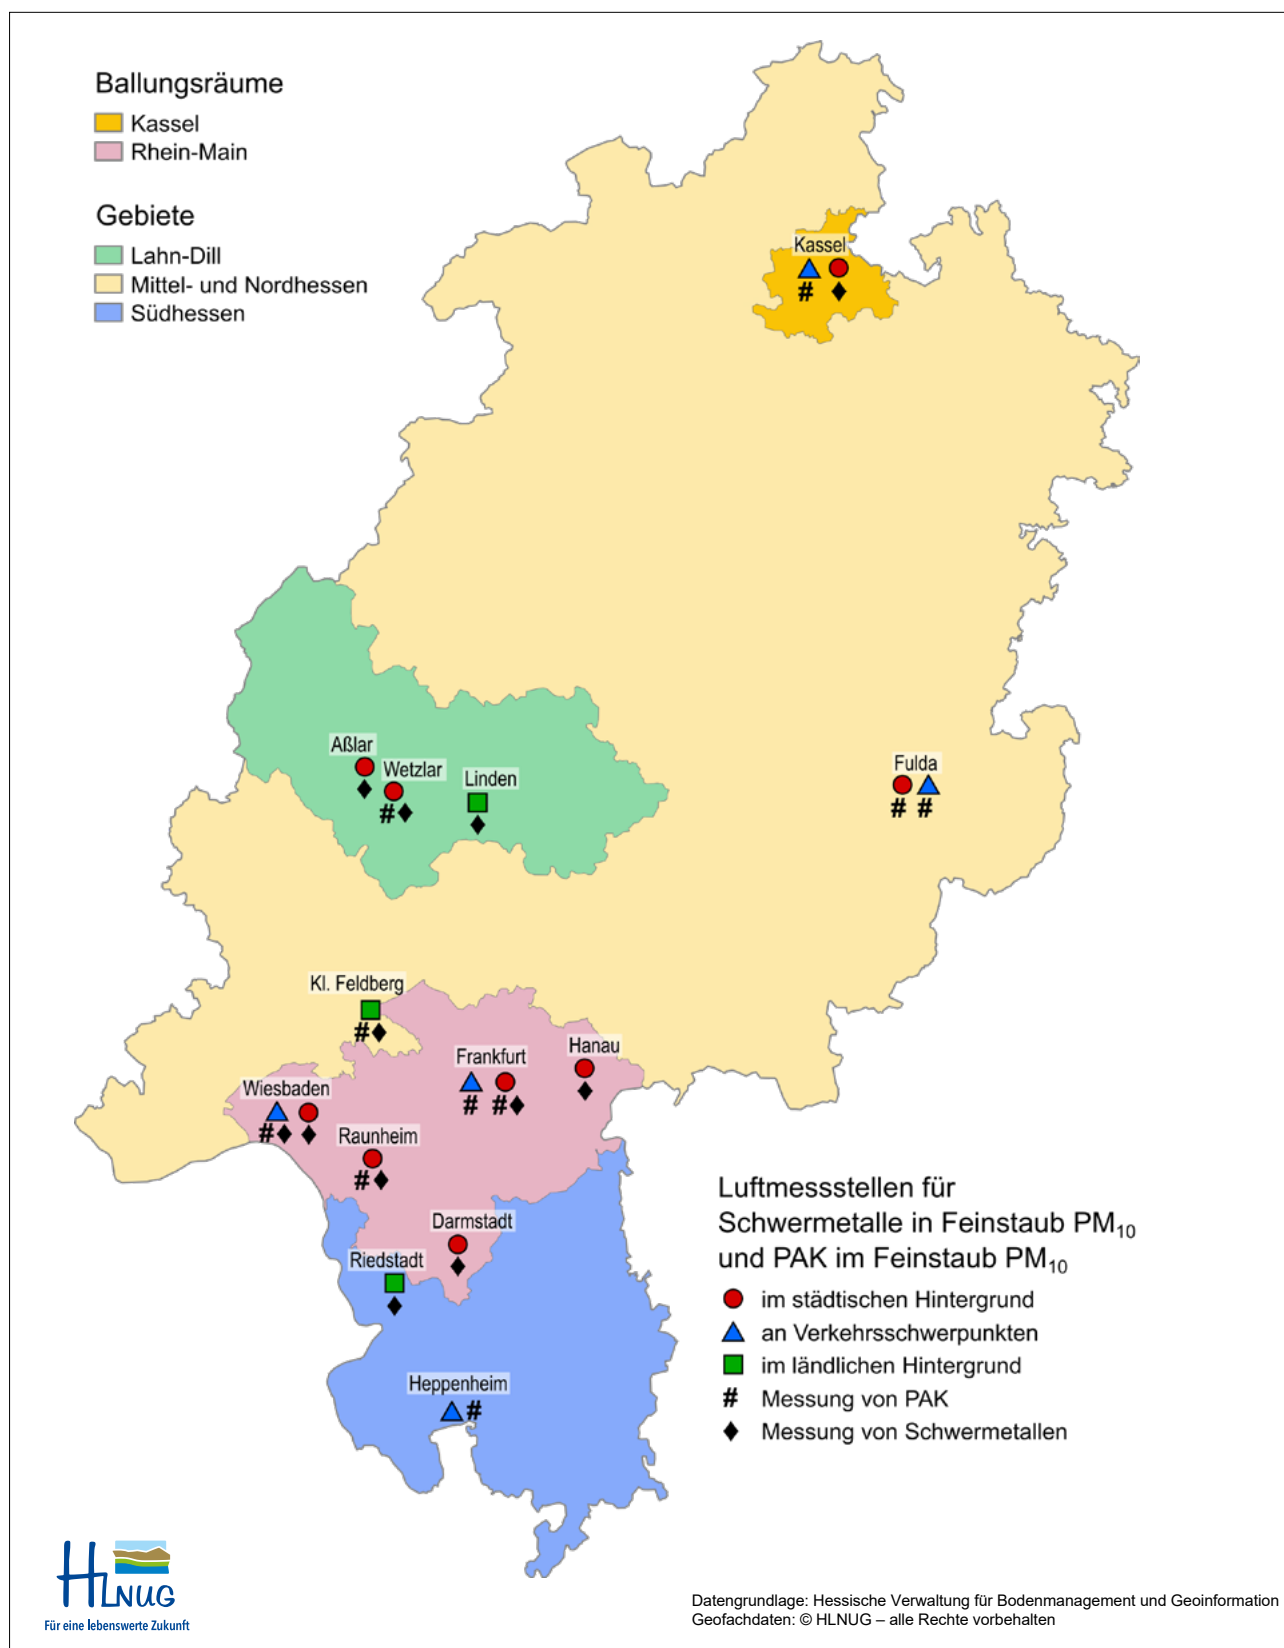 Ballungsräume
Kassel
Rhein-Main
Gebiete
Lahn-Dill
Mittel- und Nordhessen
Südhessen
Kassel
#
Aßlar
Wetzlar
#
Linden
Fulda
# #
Kl. Feldberg
#
Frankfurt
# #
Hanau
Wiesbaden
#
Raunheim
#
Darmstadt
Riedstadt
Heppenheim
#
Luftmessstellen für
Schwermetalle in Feinstaub PM₁₀
und PAK im Feinstaub PM₁₀
im städtischen Hintergrund
an Verkehrsschwerpunkten
im ländlichen Hintergrund
# Messung von PAK
Messung von Schwermetallen
HLNUG
Für eine lebenswerte Zukunft
Datengrundlage: Hessische Verwaltung für Bodenmanagement und Geoinformation
Geofachdaten: © HLNUG – alle Rechte vorbehalten